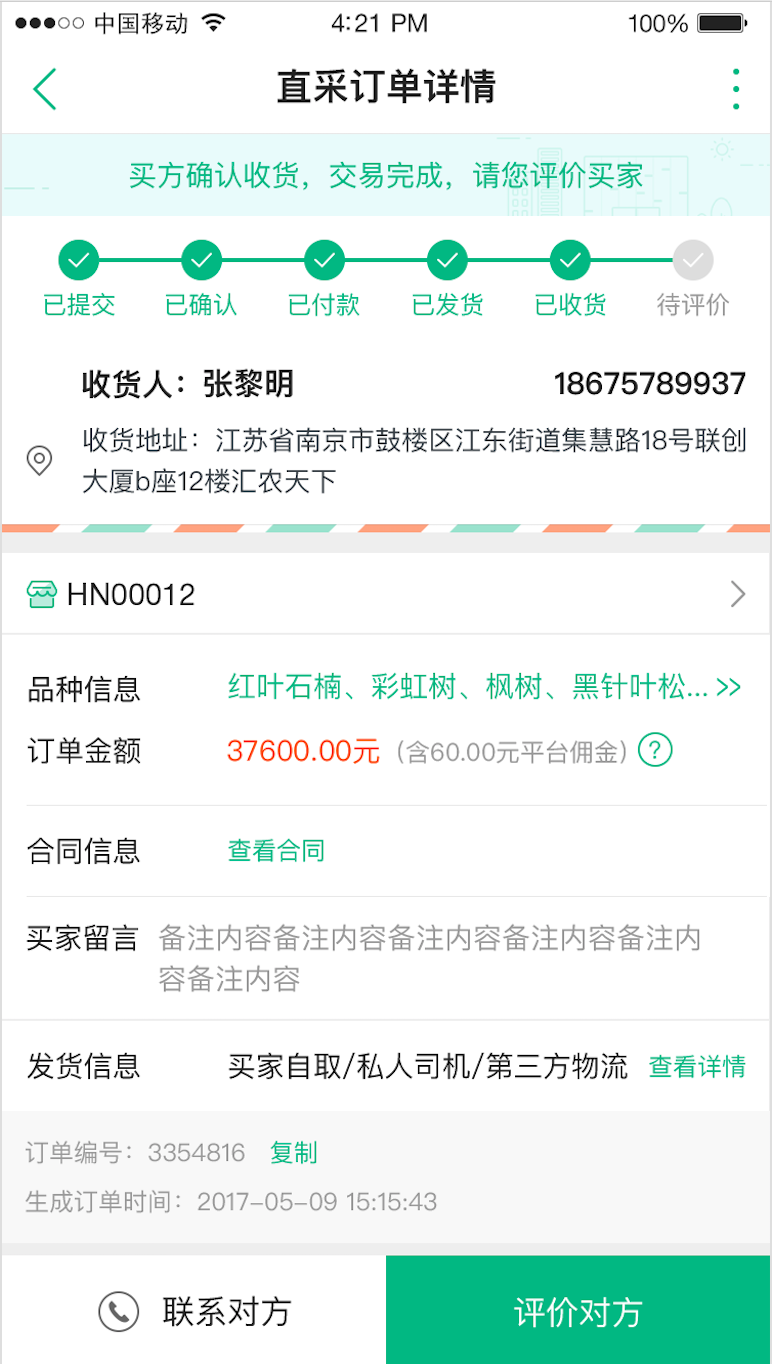 中国移动 4:21 PM 100%
直采订单详情
买方确认收货，交易完成，请您评价买家
已提交 已确认 已付款 已发货 已收货 待评价
收货人：张黎明 18675789937
收货地址：江苏省南京市鼓楼区江东街道集慧路18号联创
大厦b座12楼汇农天下
HN00012
品种信息 红叶石楠、彩虹树、枫树、黑针叶松... >>
订单金额 37600.00元（含60.00元平台佣金）?
合同信息 查看合同
买家留言 备注内容备注内容备注内容备注内容备注内
容备注内容
发货信息 买家自取/私人司机/第三方物流 查看详情
订单编号：3354816 复制
生成订单时间：2017-05-09 15:15:43
联系对方 评价对方